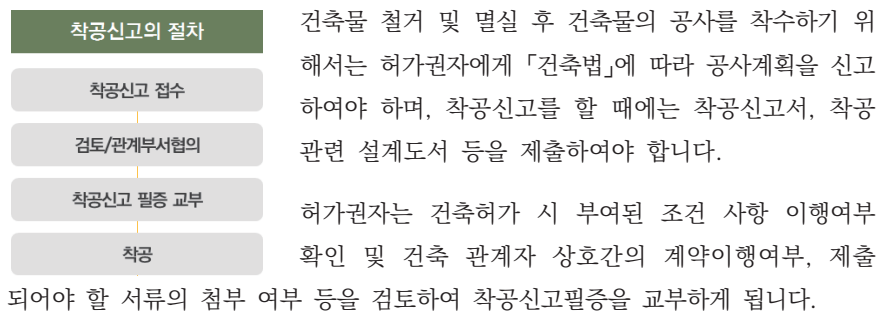 착공신고의 절차
착공신고 접수
검토/관계부서협의
착공신고 필증 교부
착공
건축물 철거 및 멸실 후 건축물의 공사를 착수하기 위
해서는 허가권자에게 「건축법」에 따라 공사계획을 신고
하여야 하며, 착공신고를 할 때에는 착공신고서, 착공
관련 설계도서 등을 제출하여야 합니다.
허가권자는 건축허가 시 부여된 조건 사항 이행여부
확인 및 건축 관계자 상호간의 계약이행여부, 제출
되어야 할 서류의 첨부 여부 등을 검토하여 착공신고필증을 교부하게 됩니다.